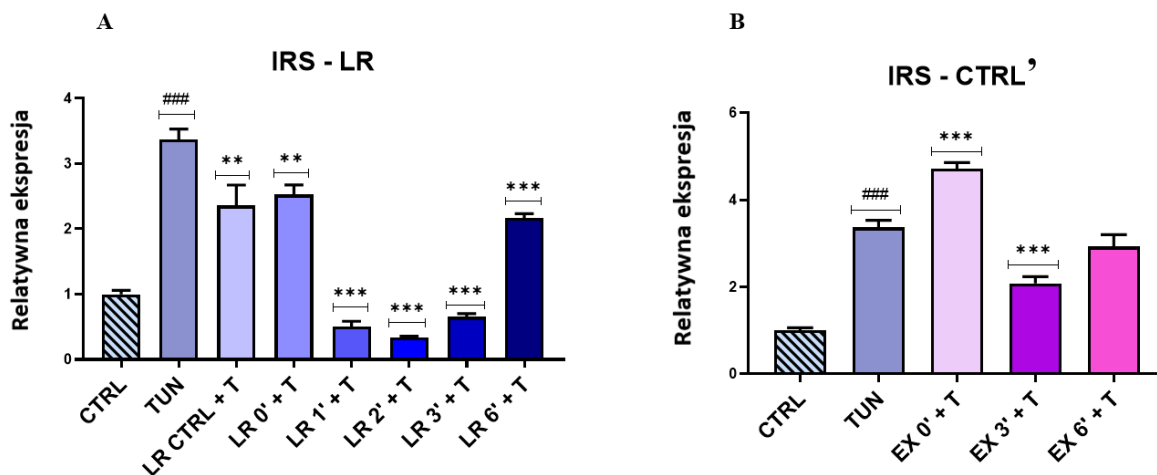 A
IRS - LR
Relatywna ekspresja
4
3
2
1
0
###
**
**
***
***
***
***
CTRL
TUN
LR CTRL + T
LR 0' + T
LR 1' + T
LR 2' + T
LR 3' + T
LR 6' + T
B
IRS - CTRL’
Relatywna ekspresja
6
4
2
0
###
***
***
CTRL
TUN
EX 0' + T
EX 3' + T
EX 6' + T